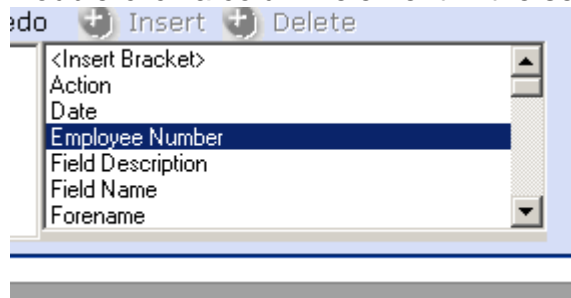 edo Insert Delete
<Insert Bracket>
Action
Date
Employee Number
Field Description
Field Name
Forename